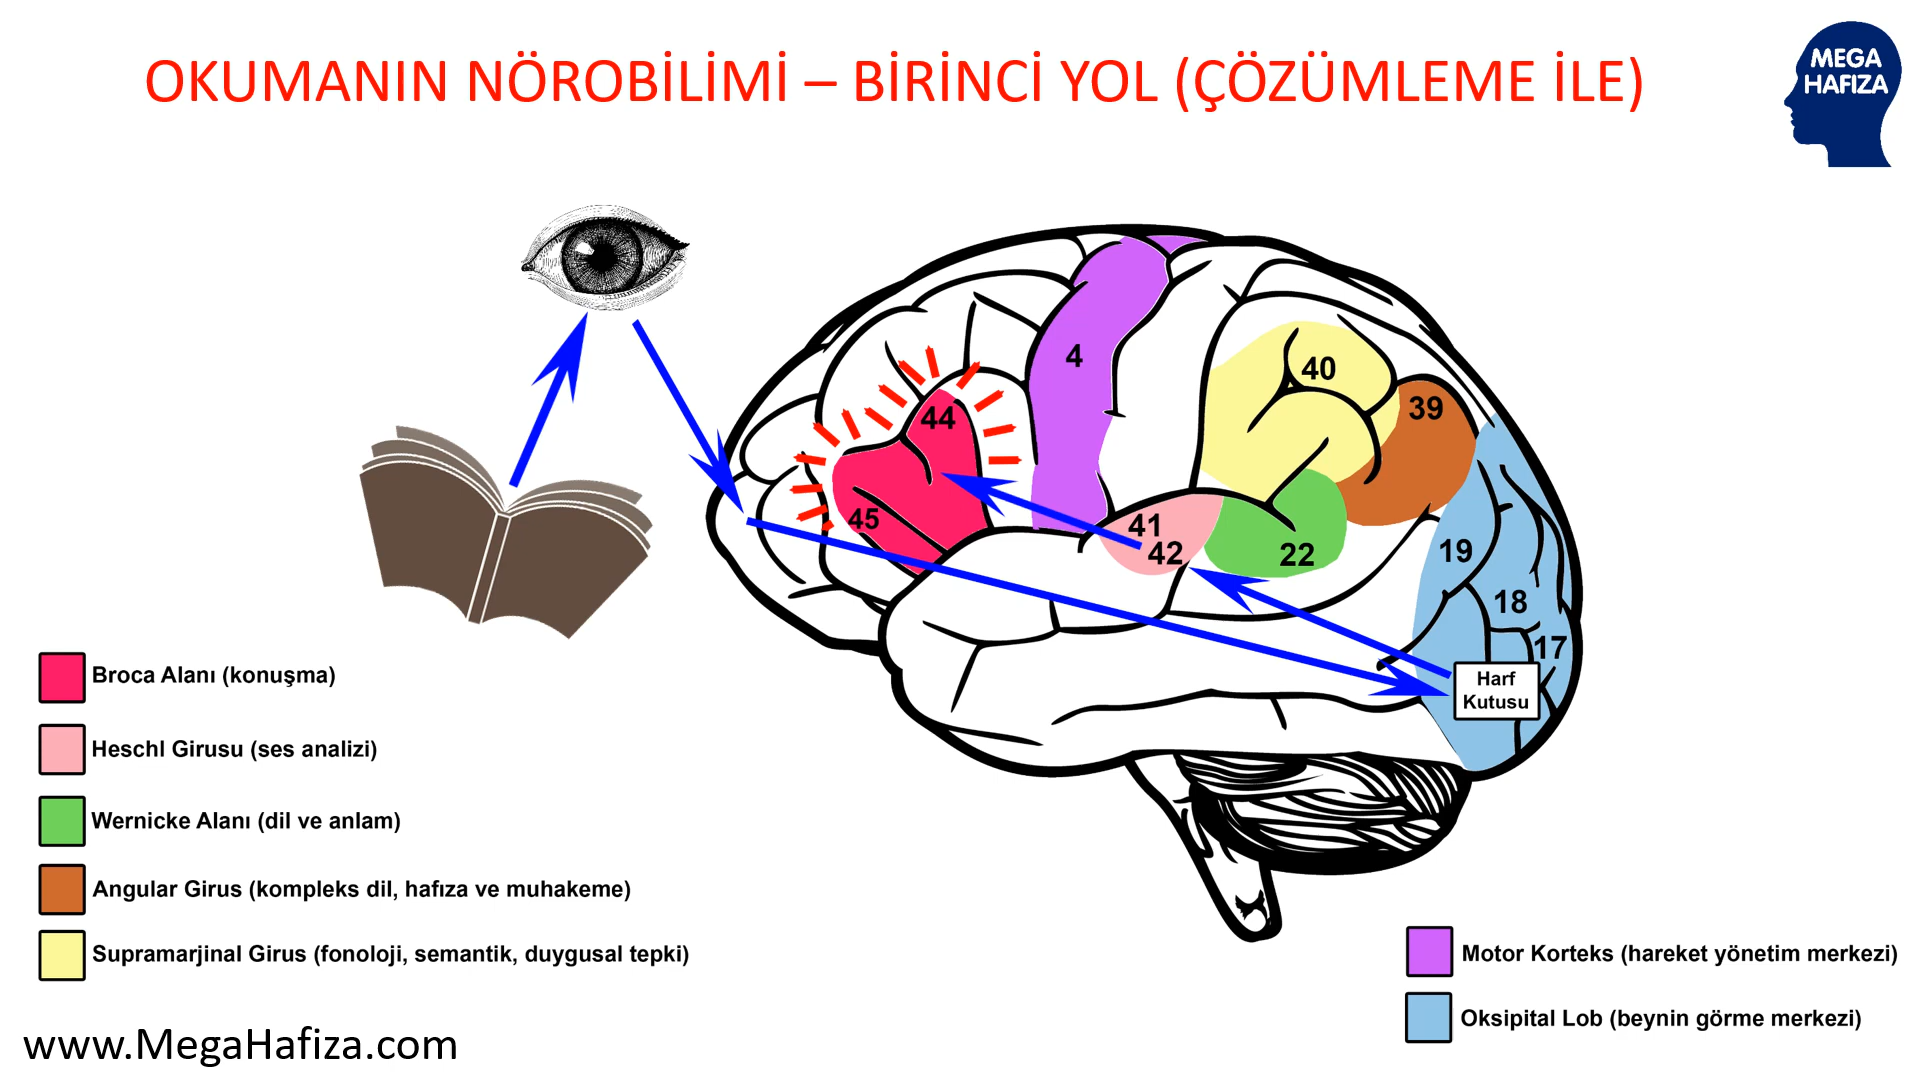 OKUMANIN NÖROBİLİMİ – BİRİNCİ YOL (ÇÖZÜMLEME İLE)
MEGA
HAFIZA
4
40
39
44
45
41
42
22
19
18
17
Harf
Kutusu
Broca Alanı (konuşma)
Heschl Girusu (ses analizi)
Wernicke Alanı (dil ve anlam)
Angular Girus (kompleks dil, hafıza ve muhakeme)
Supramarjinal Girus (fonoloji, semantik, duygusal tepki)
Motor Korteks (hareket yönetim merkezi)
Oksipital Lob (beynin görme merkezi)
www.MegaHafiza.com